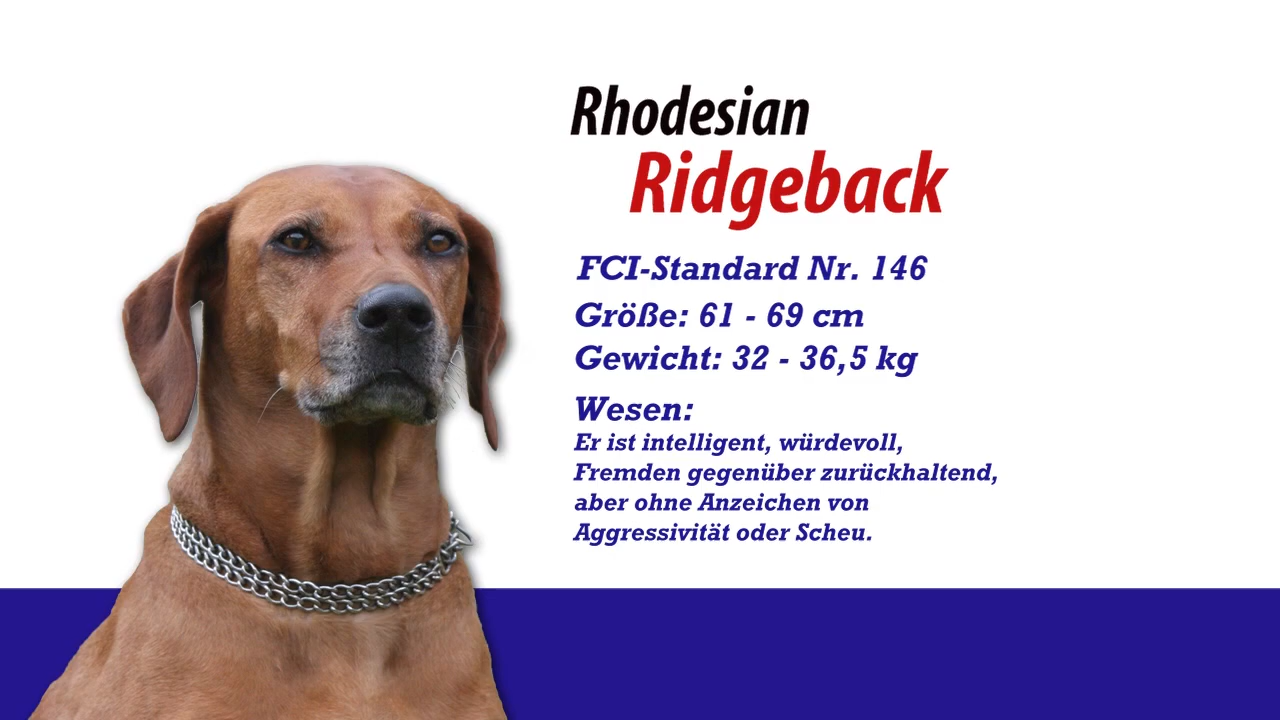 Rhodesian
Ridgeback
FCI-Standard Nr. 146
Größe: 61 - 69 cm
Gewicht: 32 - 36,5 kg
Wesen:
Er ist intelligent, würdevoll,
Fremden gegenüber zurückhaltend,
aber ohne Anzeichen von
Aggressivität oder Scheu.